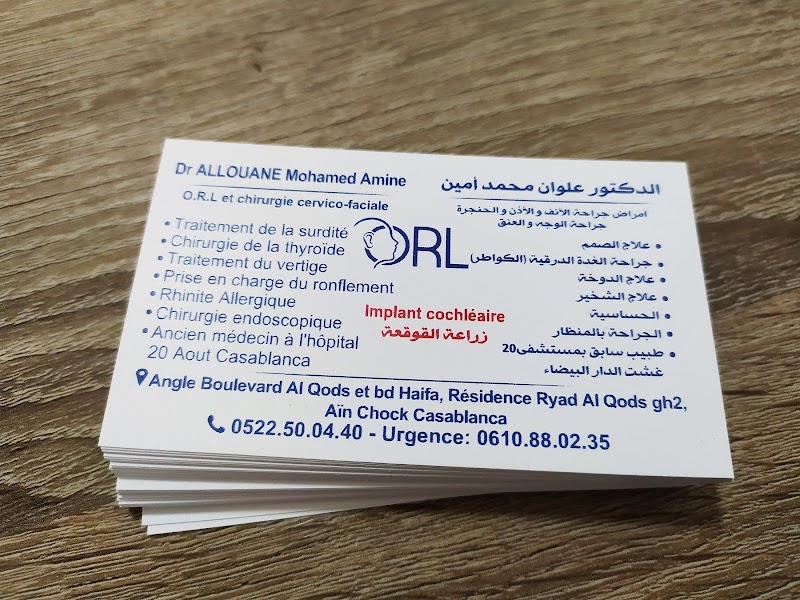 Dr ALLOUANE Mohamed Amine
O.R.L et chirurgie cervico-faciale
• Traitement de la surdité
• Chirurgie de la thyroïde
• Traitement du vertige
• Prise en charge du ronflement
• Rhinite Allergique
• Chirurgie endoscopique
• Ancien médecin à l'hôpital
20 Aout Casablanca
ORL
Implant cochléaire
زراعة القوقعة
الدكتور علوان محمد أمين
امراض جراحة الأنف و الأذن و الحنجرة
جراحة الوجه و العنق
• علاج الصمم
• جراحة الغدة الدرقية (الكواطر)
• علاج الدوخة
• علاج الشخير
• الحساسية
• الجراحة بالمنظار
• طبيب سابق بمستشفى20
غشت الدار البيضاء
Angle Boulevard Al Qods et bd Haifa, Résidence Ryad Al Qods gh2,
Aïn Chock Casablanca
0522.50.04.40 - Urgence: 0610.88.02.35